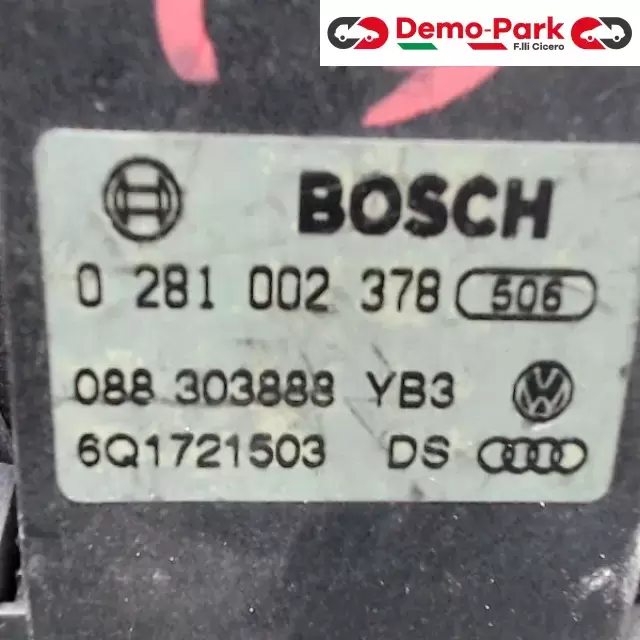 Demo-Park
F.lli Cicero
BOSCH
0 281 002 378 506
088 303888 YB3
6Q1721503 DS